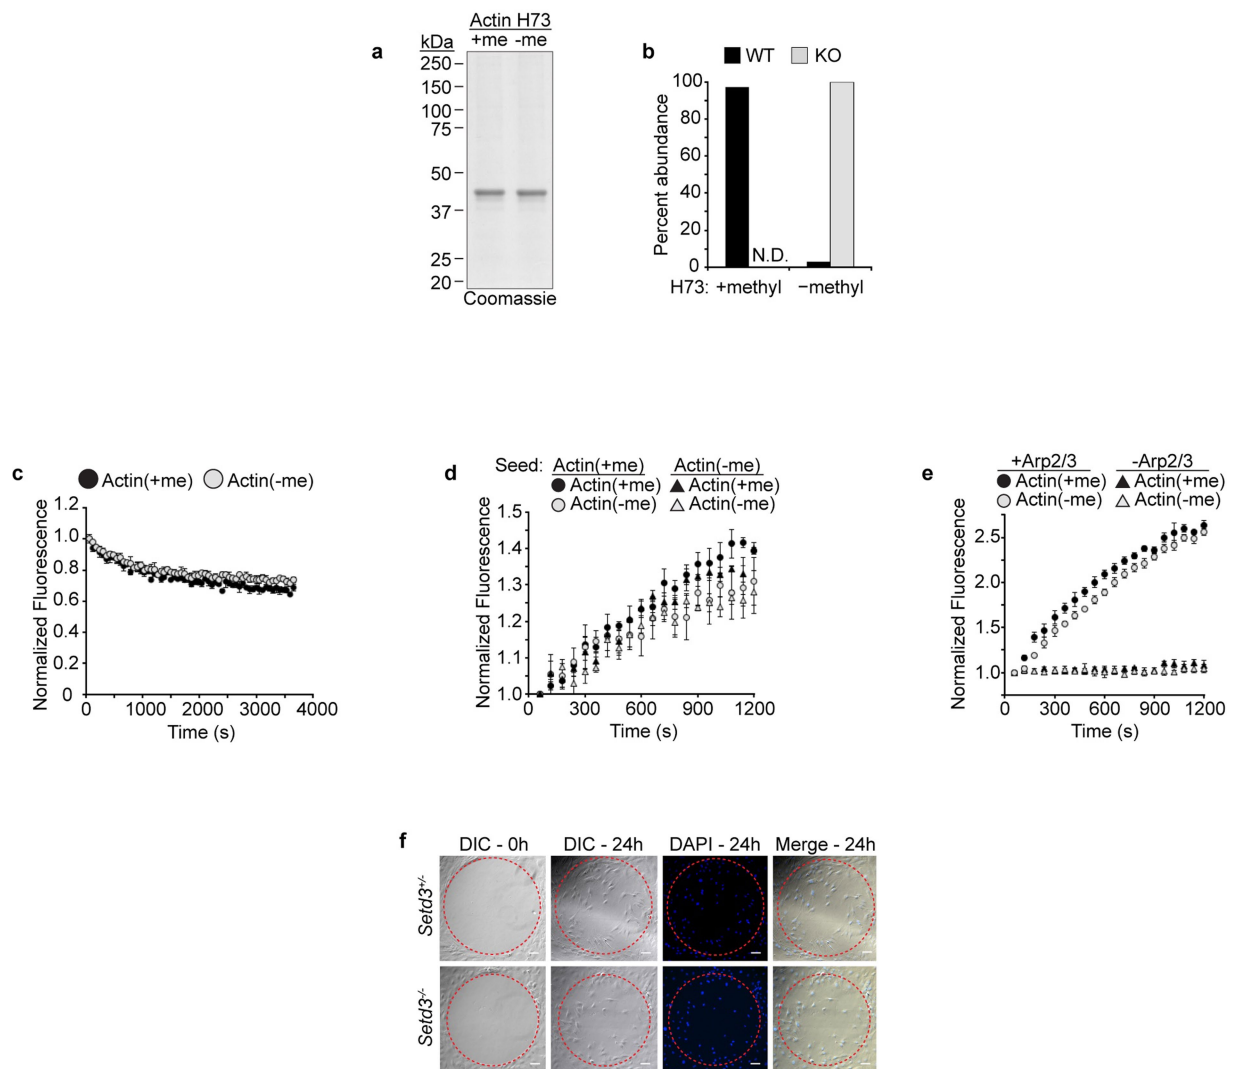 a
Actin H73
kDa +me -me
250
150
100
75
50
37
25
20
Coomassie
b
WT KO
Percent abundance
100
80
60
40
20
0
N.D.
H73: +methyl −methyl
c
Actin(+me) Actin(-me)
Normalized Fluorescence
1.2
1.0
0.8
0.6
0.4
0.2
0
0 1000 2000 3000 4000
Time (s)
d
Seed: Actin(+me) Actin(-me)
Actin(+me) Actin(+me)
Actin(-me) Actin(-me)
Normalized Fluorescence
1.5
1.4
1.3
1.2
1.1
1.0
300 600 900 1200
Time (s)
e
+Arp2/3 -Arp2/3
Actin(+me) Actin(+me)
Actin(-me) Actin(-me)
Normalized Fluorescence
2.5
2.0
1.5
1.0
0 300 600 900 1200
Time (s)
f
DIC - 0h DIC - 24h DAPI - 24h Merge - 24h
Setd3+/-
Setd3-/-